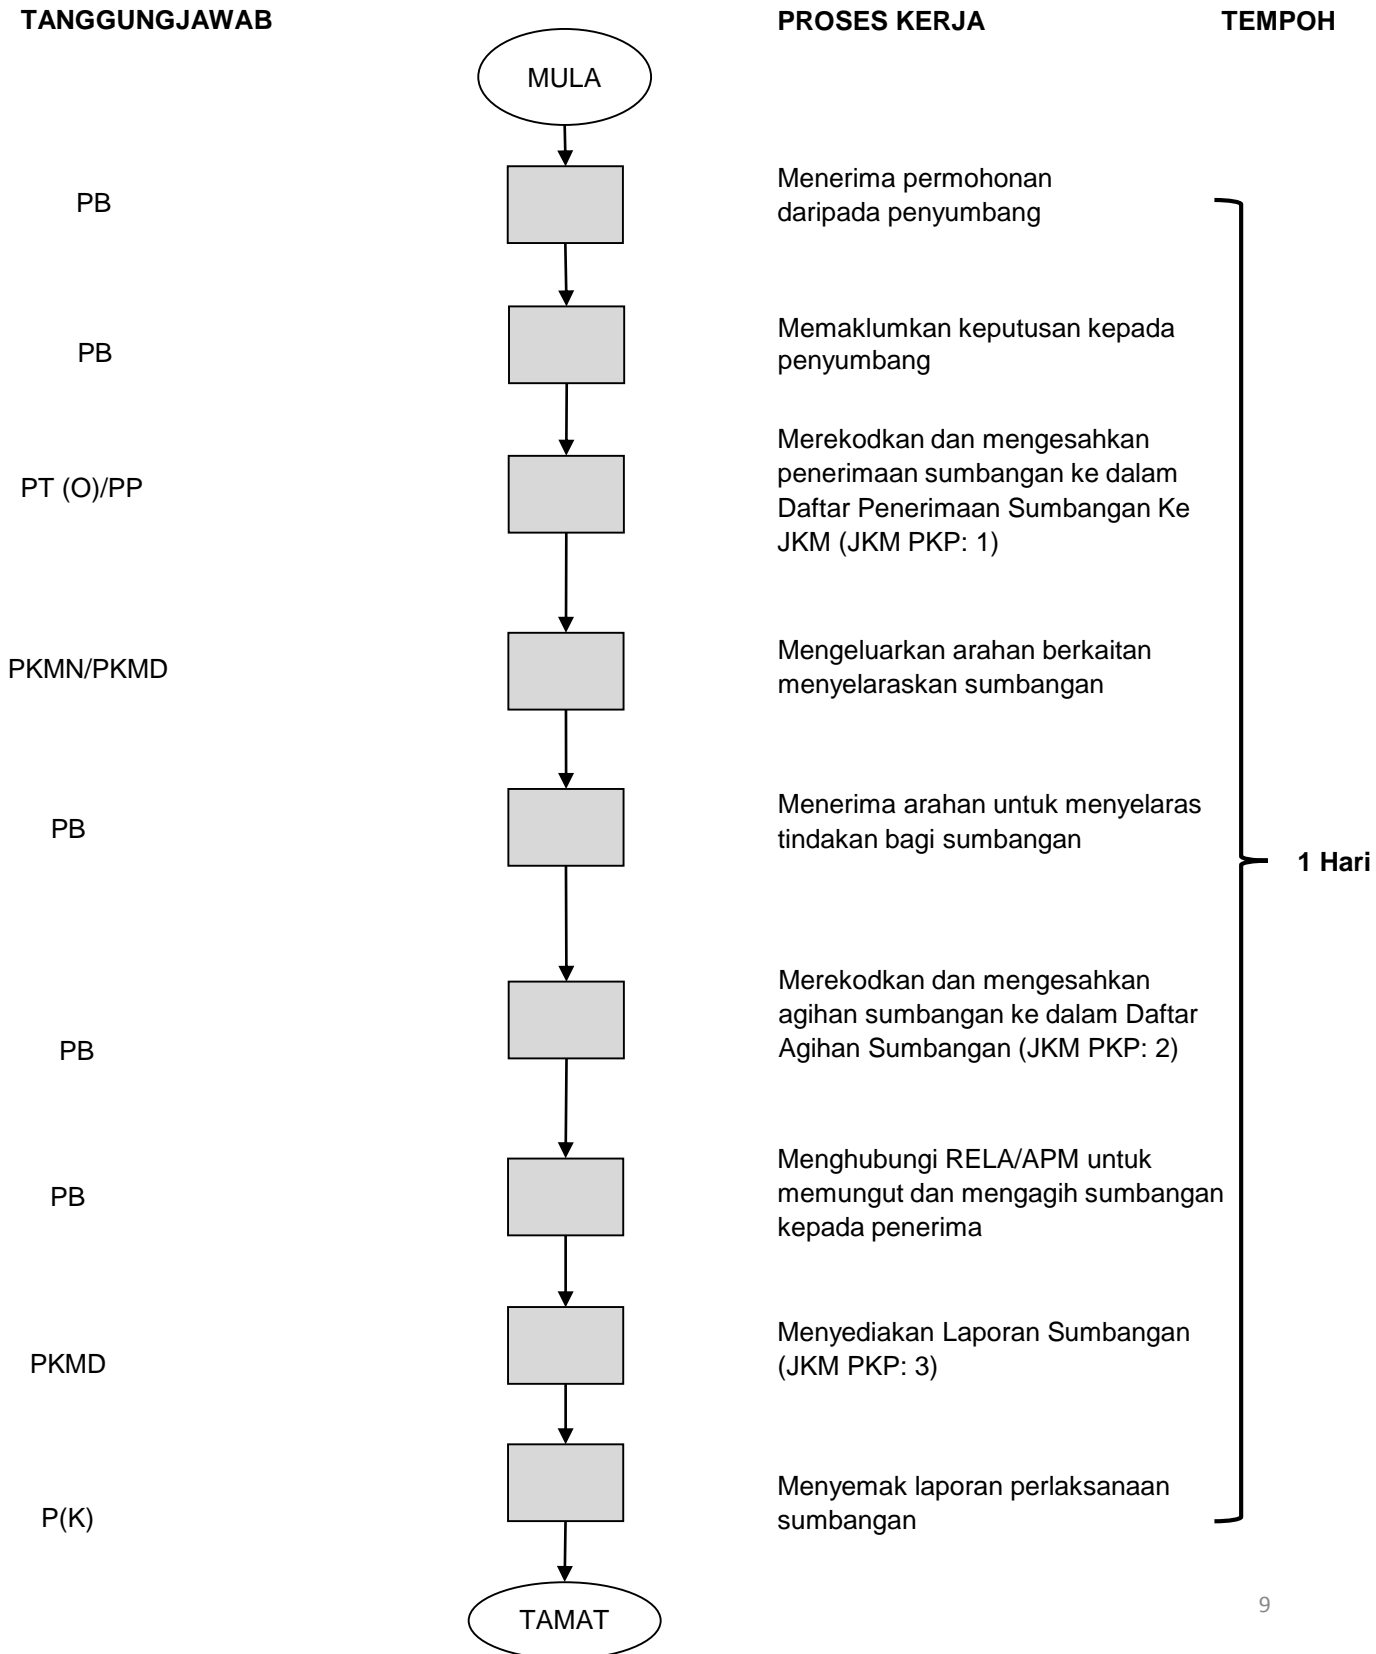 TANGGUNGJAWAB PROSES KERJA TEMPOH
MULA
PB
Menerima permohonan
daripada penyumbang
PB
Memaklumkan keputusan kepada
penyumbang
PT (O)/PP
Merekodkan dan mengesahkan
penerimaan sumbangan ke dalam
Daftar Penerimaan Sumbangan Ke
JKM (JKM PKP: 1)
PKMN/PKMD
Mengeluarkan arahan berkaitan
menyelaraskan sumbangan
PB
Menerima arahan untuk menyelaras
tindakan bagi sumbangan
1 Hari
PB
Merekodkan dan mengesahkan
agihan sumbangan ke dalam Daftar
Agihan Sumbangan (JKM PKP: 2)
PB
Menghubungi RELA/APM untuk
memungut dan mengagih sumbangan
kepada penerima
PKMD
Menyediakan Laporan Sumbangan
(JKM PKP: 3)
P(K)
Menyemak laporan perlaksanaan
sumbangan
TAMAT
9